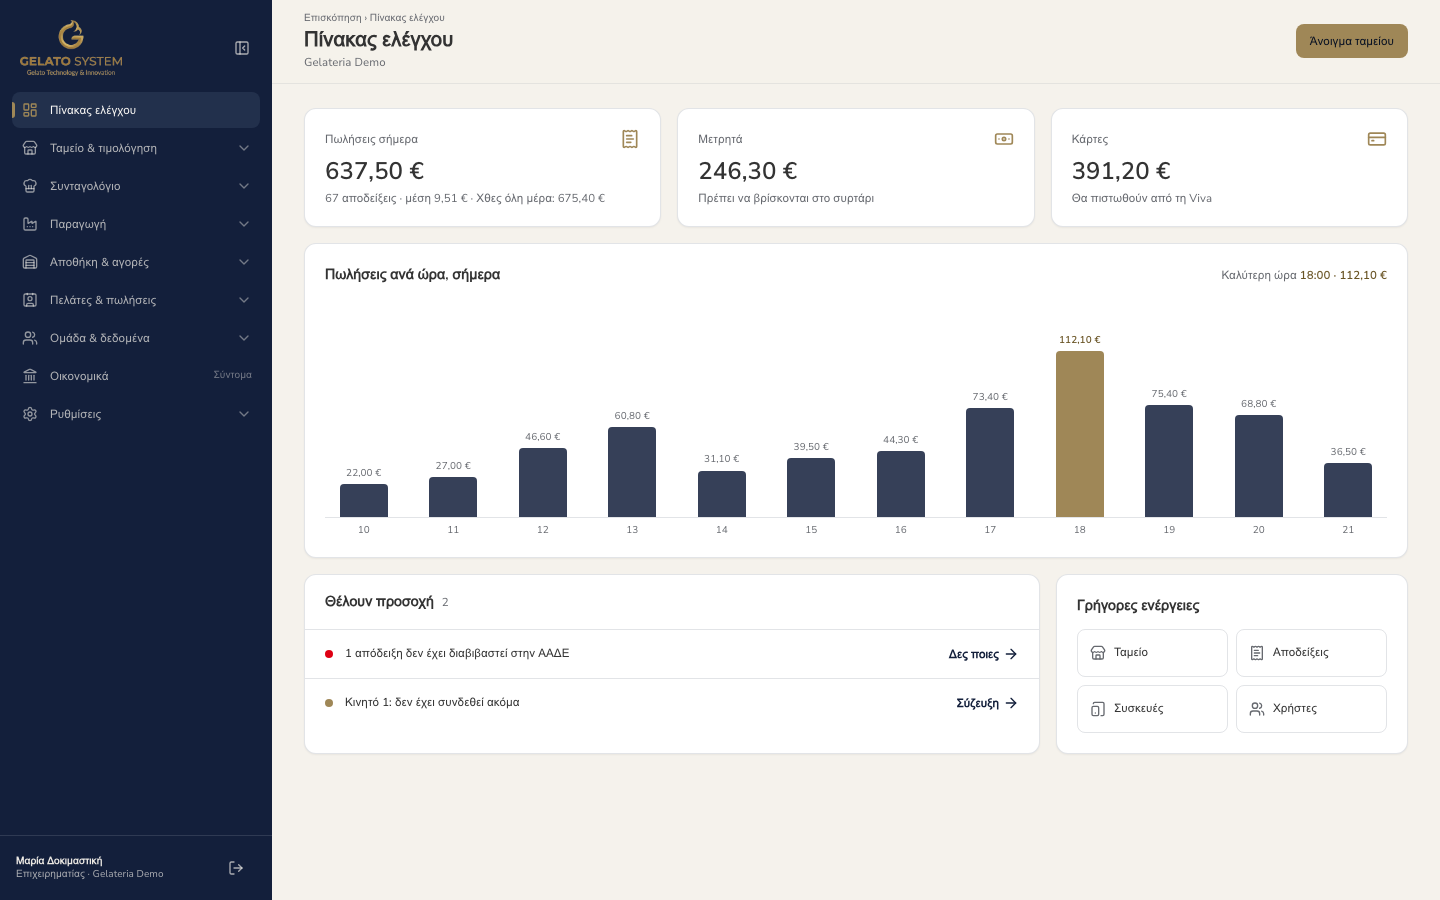 GELATO SYSTEM
Gelato Technology & Innovation
Πίνακας ελέγχου
Ταμείο & τιμολόγηση
Συνταγολόγιο
Παραγωγή
Αποθήκη & αγορές
Πελάτες & πωλήσεις
Ομάδα & δεδομένα
Οικονομικά Σύντομα
Ρυθμίσεις
Μαρία Δοκιμαστική
Επιχειρηματίας · Gelateria Demo
Επισκόπηση › Πίνακας ελέγχου
Πίνακας ελέγχου
Gelateria Demo
Άνοιγμα ταμείου
Πωλήσεις σήμερα
637,50 €
67 αποδείξεις · μέση 9,51 € · Χθες όλη μέρα: 675,40 €
Μετρητά
246,30 €
Πρέπει να βρίσκονται στο συρτάρι
Κάρτες
391,20 €
Θα πιστωθούν από τη Viva
Πωλήσεις ανά ώρα, σήμερα
Καλύτερη ώρα 18:00 · 112,10 €
22,00 € 27,00 € 46,60 € 60,80 € 31,10 € 39,50 € 44,30 € 73,40 € 112,10 € 75,40 € 68,80 € 36,50 €
10 11 12 13 14 15 16 17 18 19 20 21
Θέλουν προσοχή 2
1 απόδειξη δεν έχει διαβιβαστεί στην ΑΑΔΕ Δες ποιες
Κινητό 1: δεν έχει συνδεθεί ακόμα Σύζευξη
Γρήγορες ενέργειες
Ταμείο Αποδείξεις
Συσκευές Χρήστες